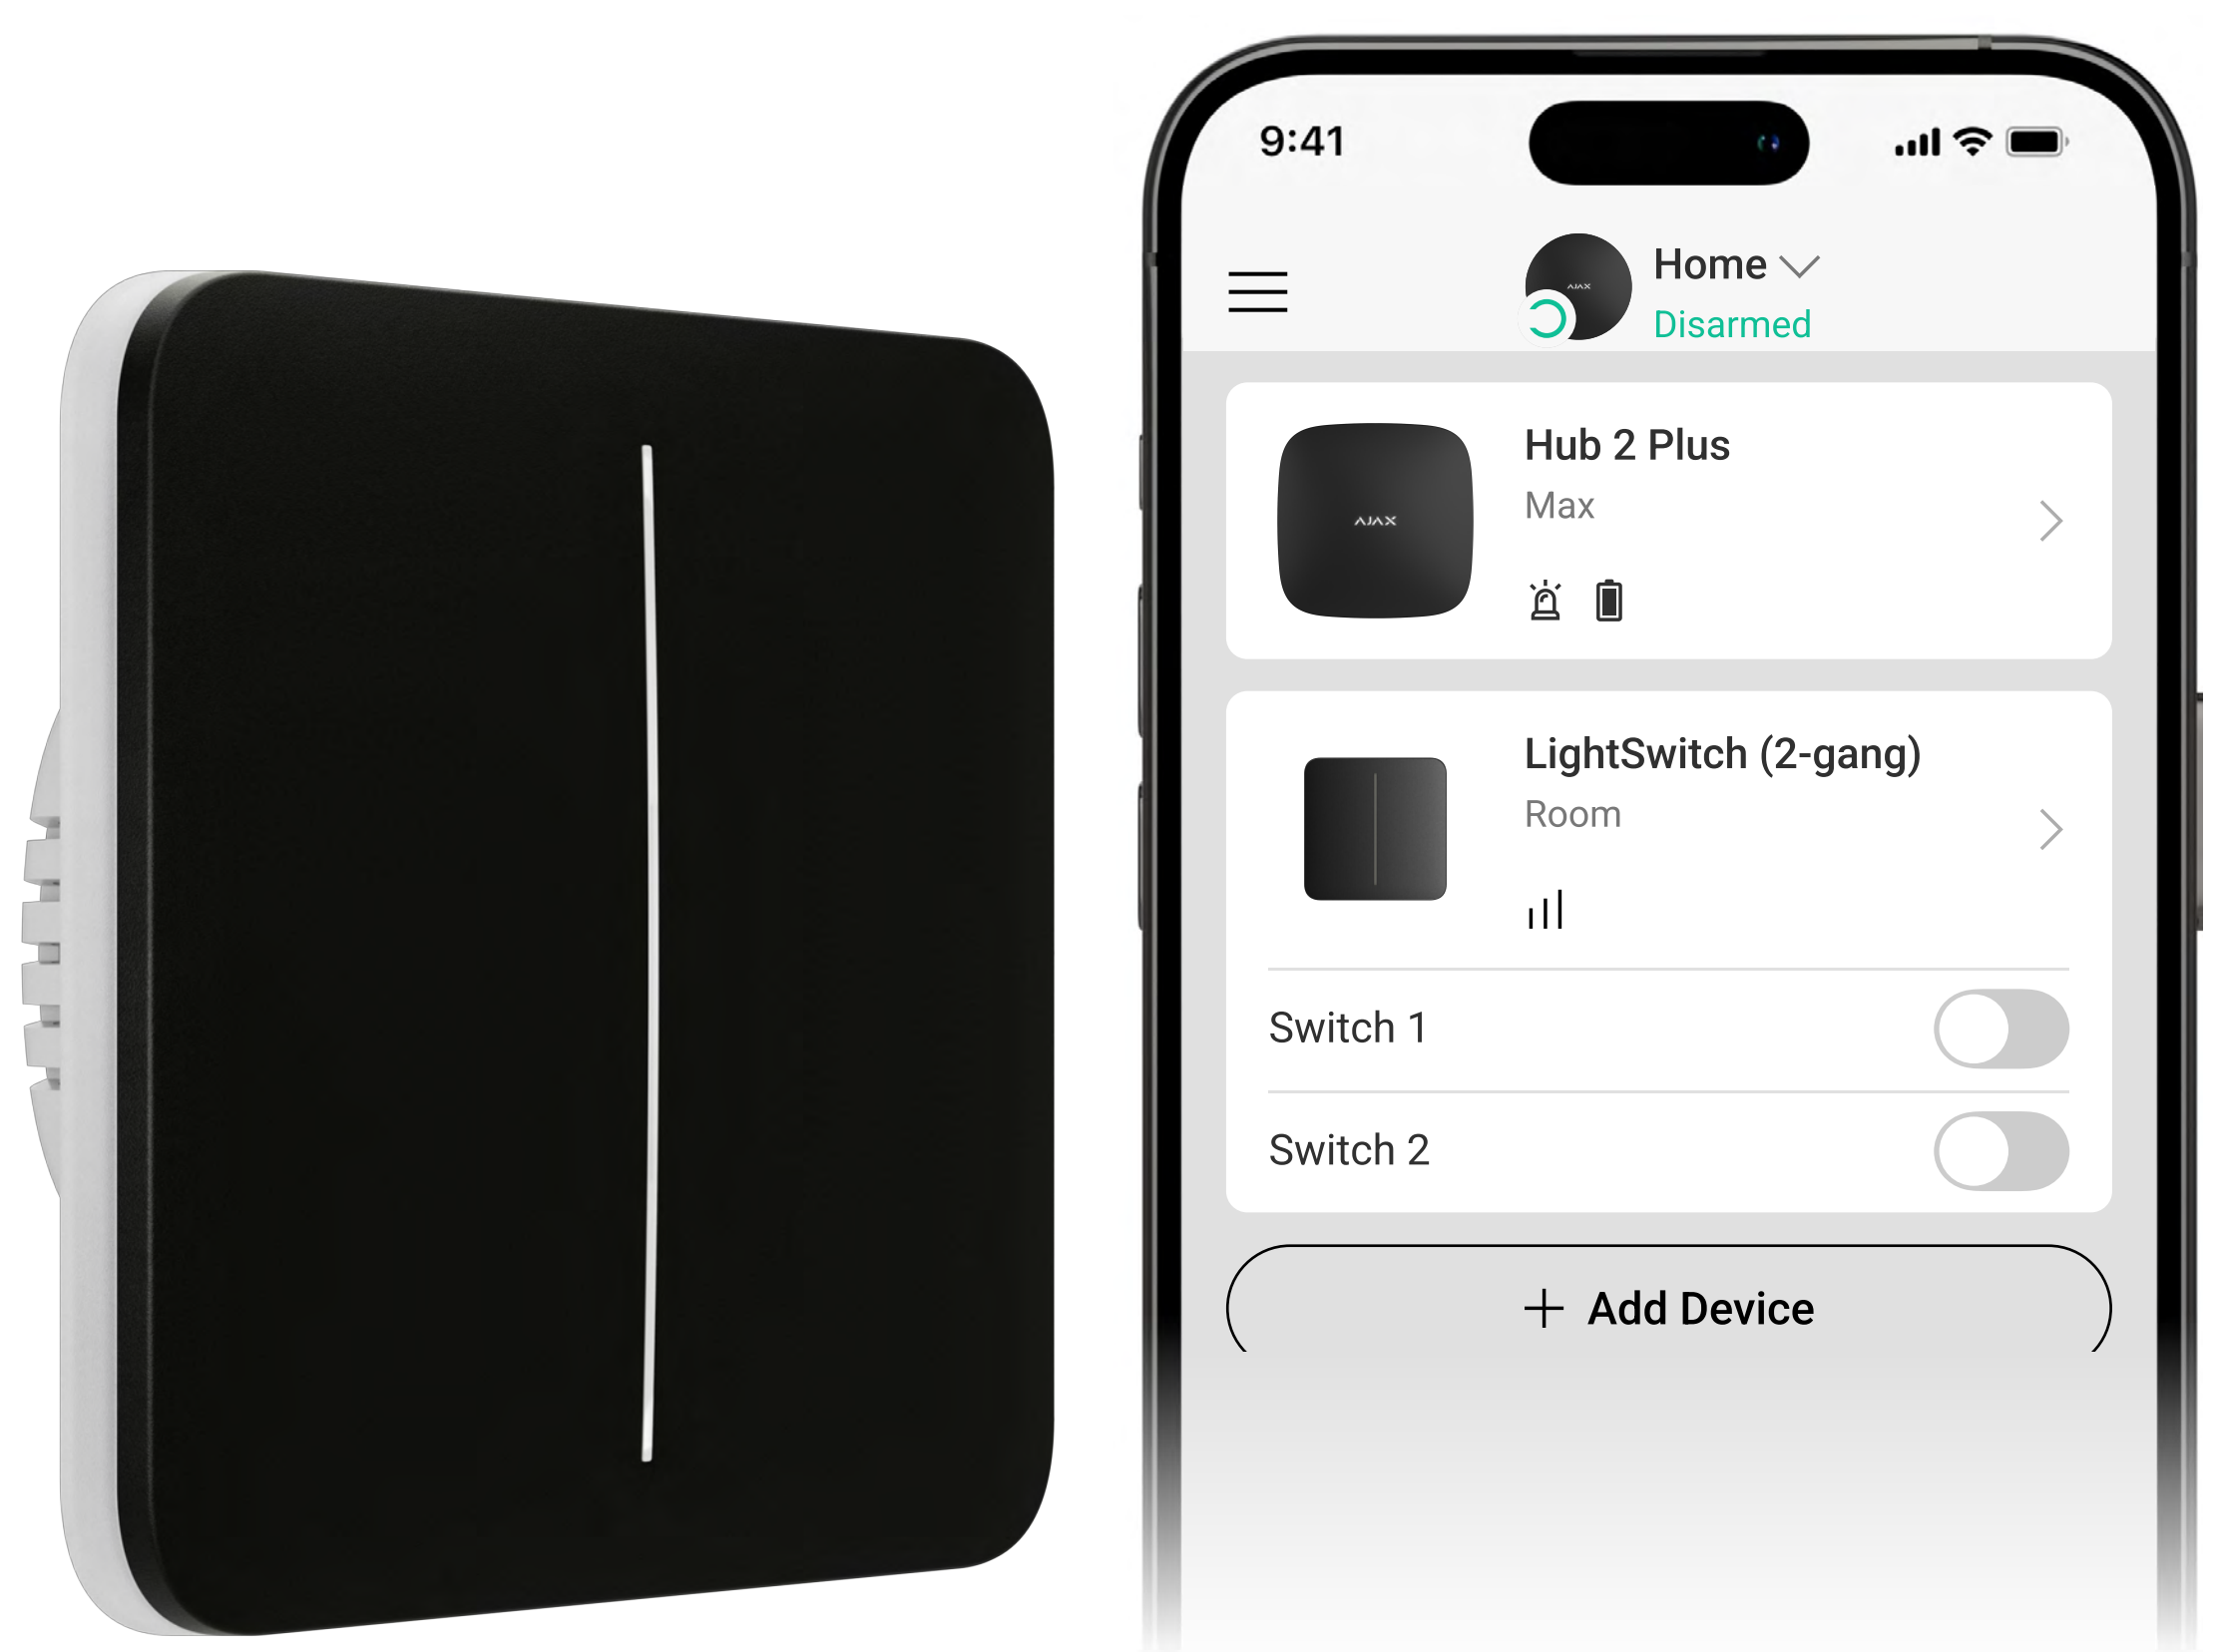 9:41
Home
Disarmed
AJAX
Hub 2 Plus
Max
AJAX
LightSwitch (2-gang)
Room
Switch 1
Switch 2
+ Add Device